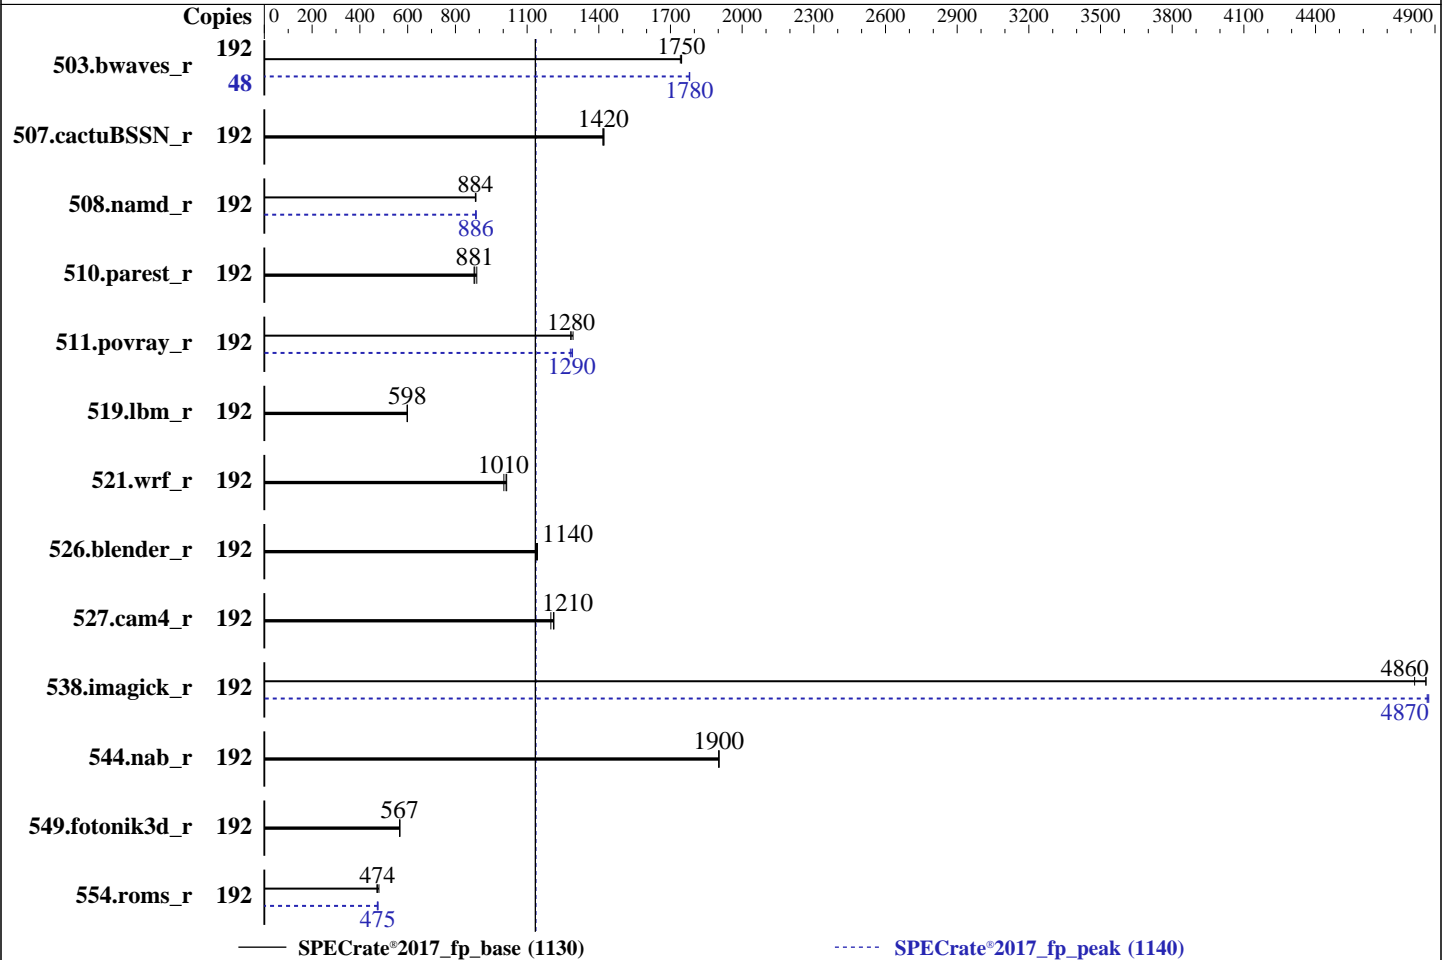 Copies 0 200 400 600 800 1100 1400 1700 2000 2300 2600 2900 3200 3500 3800 4100 4400 4900
503.bwaves_r 192 1750
48 1780
507.cactuBSSN_r 192 1420
508.namd_r 192 884
886
510.parest_r 192 881
511.povray_r 192 1280
1290
519.lbm_r 192 598
521.wrf_r 192 1010
526.blender_r 192 1140
527.cam4_r 192 1210
538.imagick_r 192 4860
4870
544.nab_r 192 1900
549.fotonik3d_r 192 567
554.roms_r 192 474
475
SPECrate®2017_fp_base (1130) SPECrate®2017_fp_peak (1140)